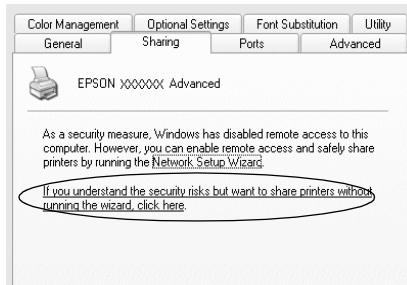 Color Management Optional Settings Font Substitution Utility
General Sharing Ports Advanced
EPSON XXXXXX Advanced
As a security measure, Windows has disabled remote access to this
computer. However, you can enable remote access and safely share
printers by running the Network Setup Wizard.
If you understand the security risks but want to share printers without
running the wizard, click here.